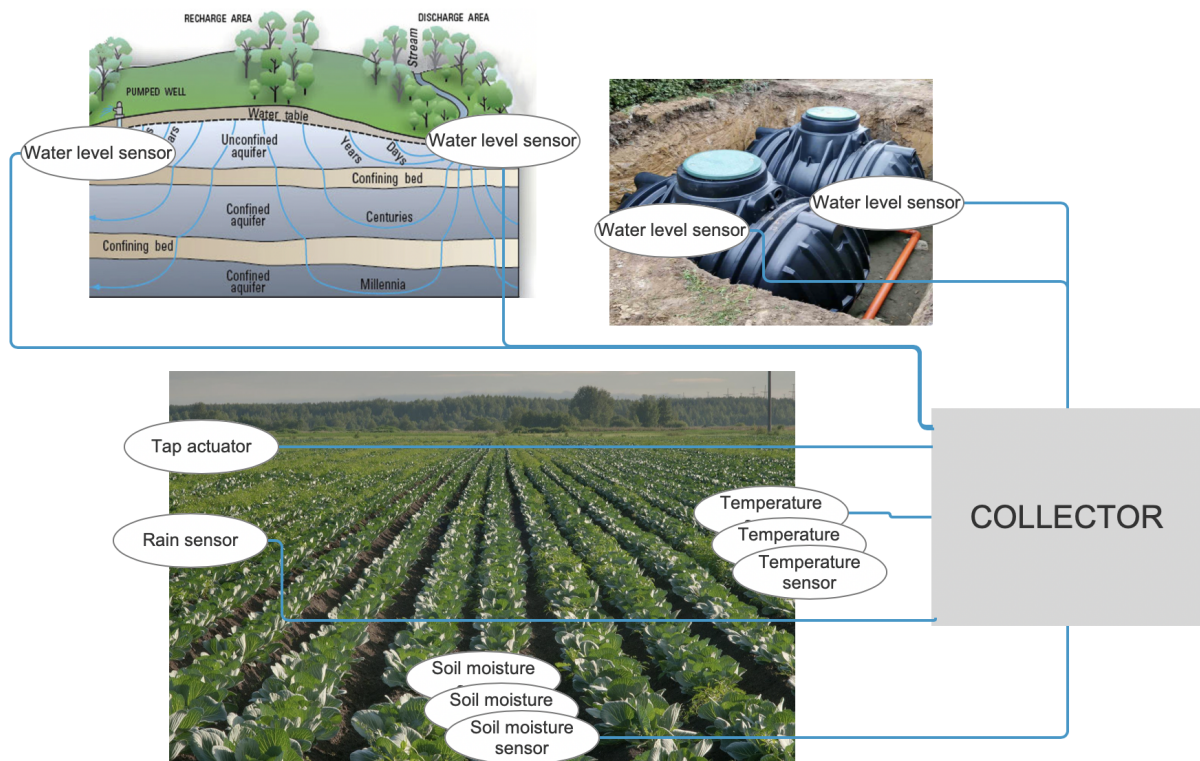 RECHARGE AREA
DISCHARGE AREA
Stream
PUMPED WELL
Water table
Water level sensor
Unconfined
aquifer
Years
Days
Water level sensor
Confining bed
Confined
aquifer
Centuries
Confining bed
Confined
aquifer
Millennia
Water level sensor
Water level sensor
Tap actuator
Rain sensor
Temperature
Temperature
Temperature
sensor
COLLECTOR
Soil moisture
Soil moisture
Soil moisture
sensor